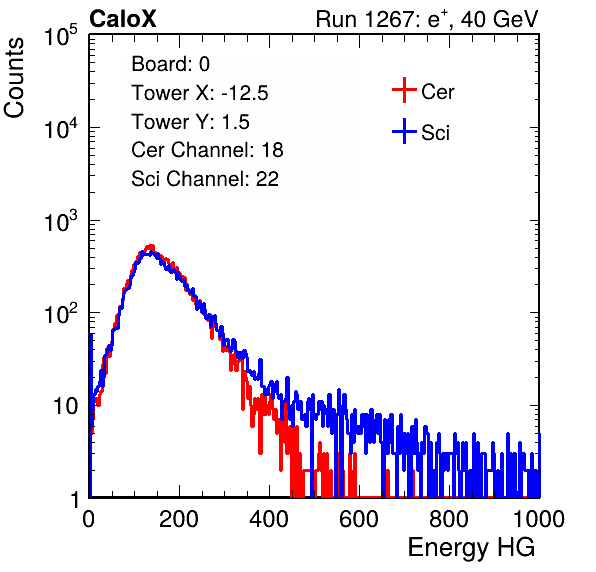 CaloX Run 1267: e⁺, 40 GeV
Counts
Board: 0
Tower X: -12.5
Tower Y: 1.5
Cer Channel: 18
Sci Channel: 22
Cer
Sci
10⁵
10⁴
10³
10²
10
1
0 200 400 600 800 1000
Energy HG